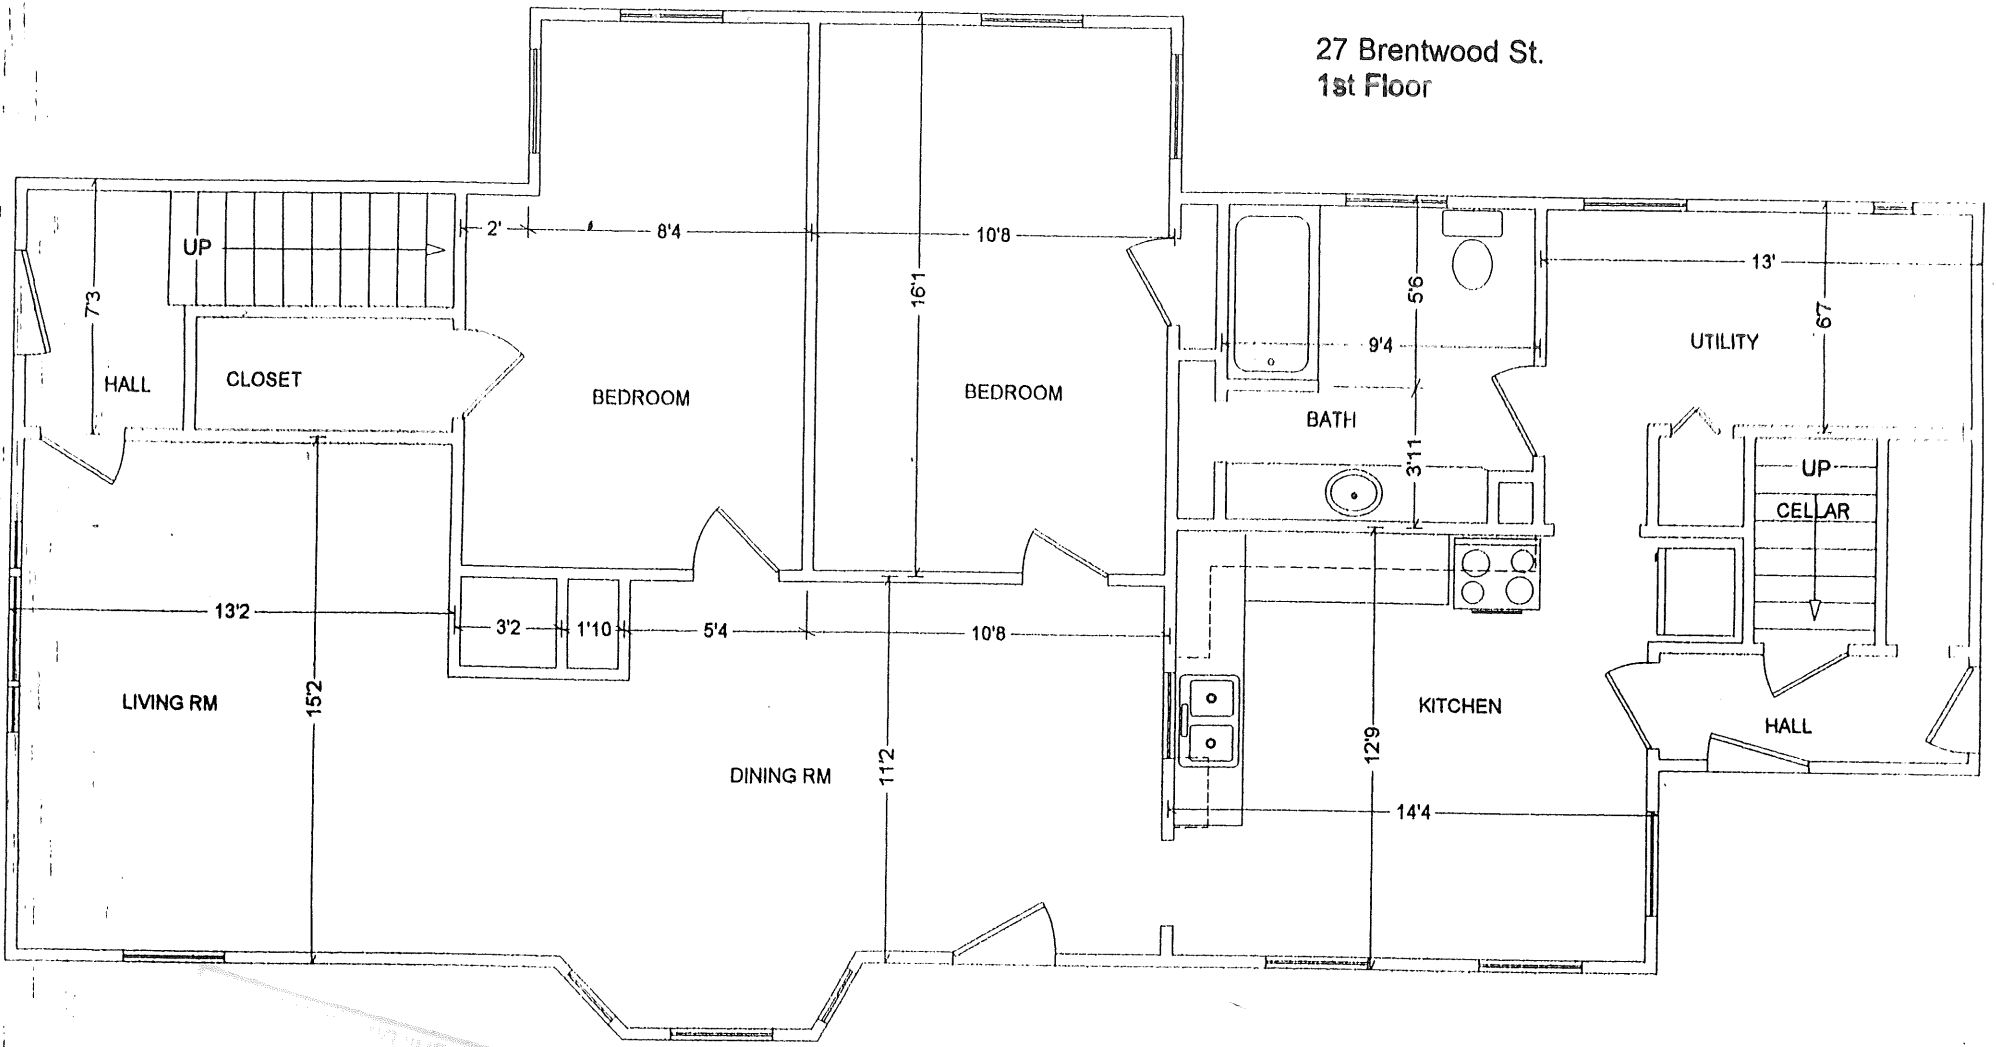 27 Brentwood St.
1st Floor
UP
2'
8'4
10'8
13'
7'3
16'1
5'6
6'7
9'4
UTILITY
HALL
CLOSET
BEDROOM
BEDROOM
BATH
3'11
UP
CELLAR
13'2
3'2
1'10
5'4
10'8
LIVING RM
15'2
KITCHEN
HALL
DINING RM
11'2
12'9
14'4